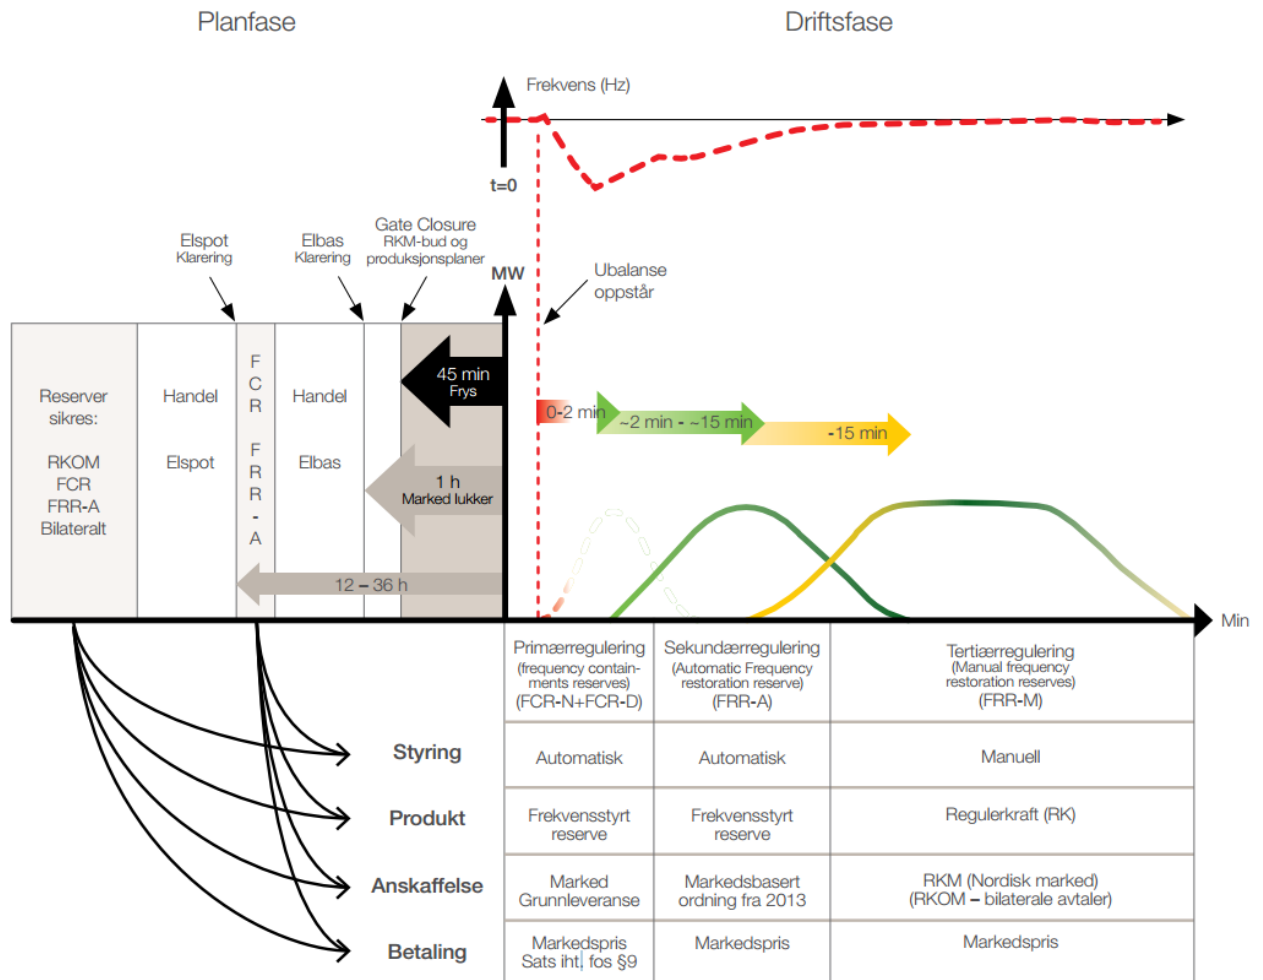 Planfase
Driftsfase
Frekvens (Hz)
t=0
Elspot
Klarering
Elbas
Klarering
Gate Closure
RKM-bud og
produksjonsplaner
MW
Ubalanse
oppstår
Reserver
sikres:
RKOM
FCR
FRR-A
Bilateralt
Handel
Elspot
F
C
R
F
R
R
-
A
Handel
Elbas
45 min
Frys
1 h
Marked lukker
12 – 36 h
0-2 min
~2 min - ~15 min
-15 min
Min
Primærregulering
(frequency contain-
ments reserves)
(FCR-N+FCR-D)
Sekundærregulering
(Automatic Frequency
restoration reserve)
(FRR-A)
Tertiærregulering
(Manual frequency
restoration reserves)
(FRR-M)
Styring
Automatisk
Automatisk
Manuell
Produkt
Frekvensstyrt
reserve
Frekvensstyrt
reserve
Regulerkraft (RK)
Anskaffelse
Marked
Grunnleveranse
Markedsbasert
ordning fra 2013
RKM (Nordisk marked)
(RKOM – bilaterale avtaler)
Betaling
Markedspris
Sats iht. fos §9
Markedspris
Markedspris